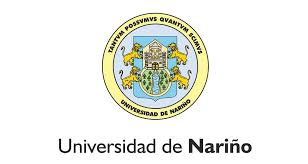 TANTVM POSSVMVS QVANTVM SCIMVS
UNIVERSIDAD DE NARIÑO
Universidad de Nariño